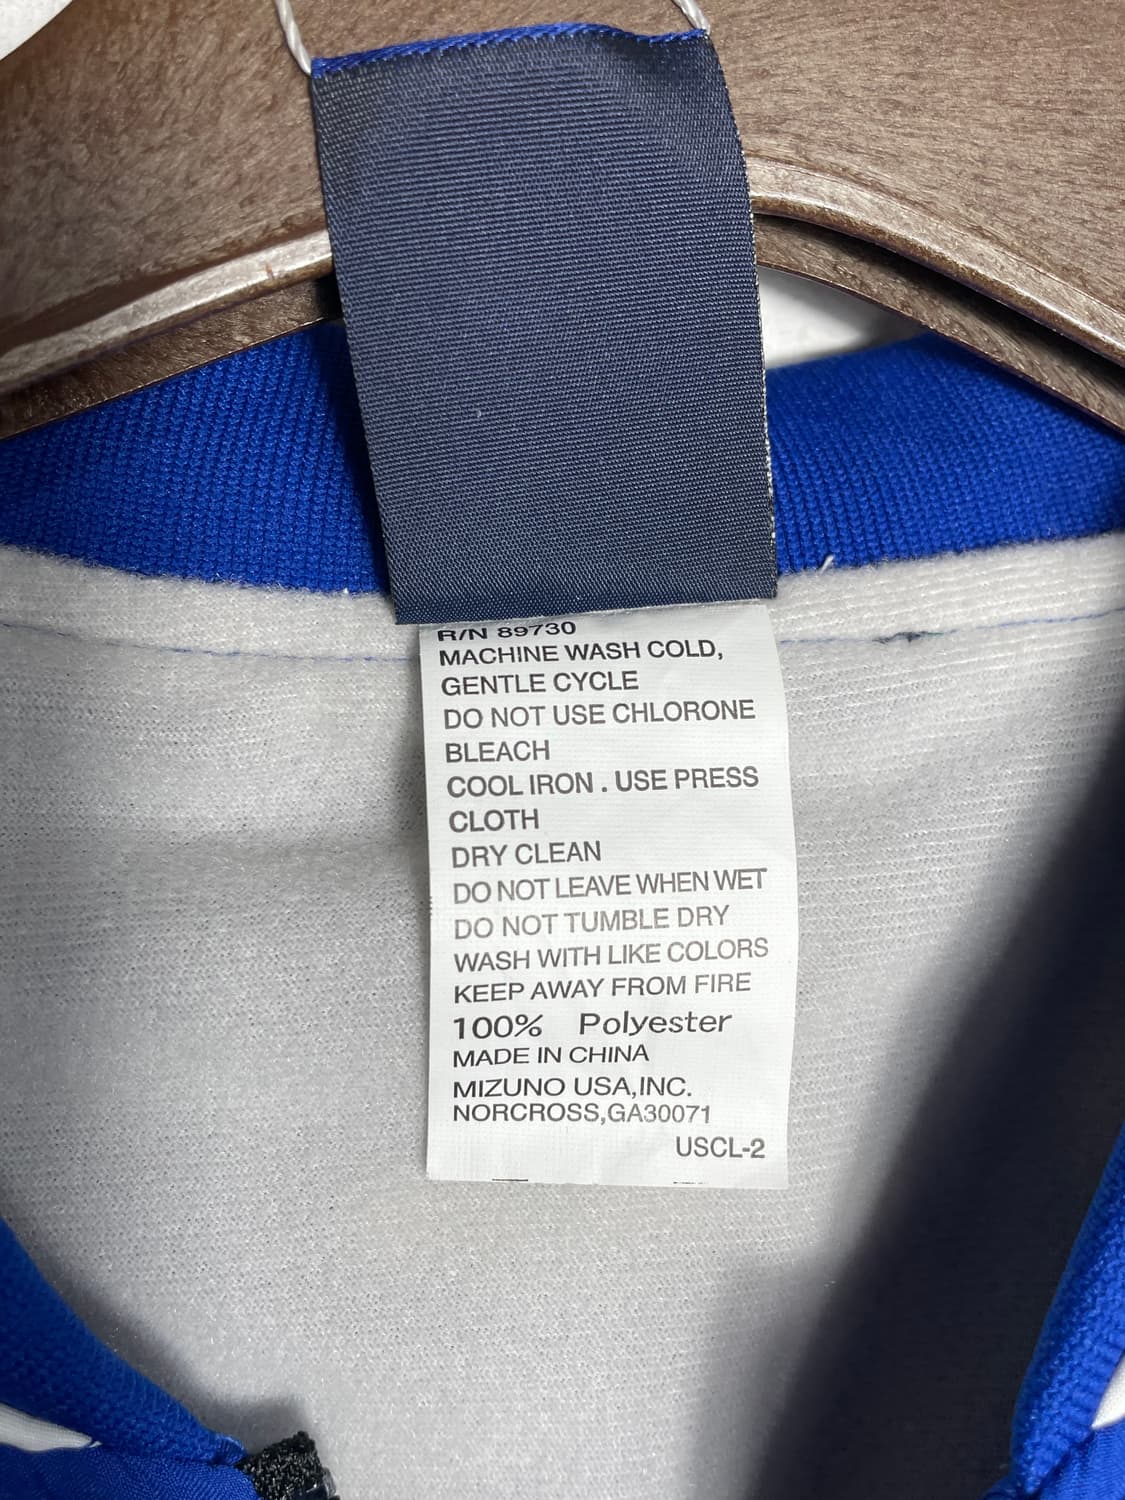 R/N 89730
MACHINE WASH COLD,
GENTLE CYCLE
DO NOT USE CHLORONE
BLEACH
COOL IRON . USE PRESS
CLOTH
DRY CLEAN
DO NOT LEAVE WHEN WET
DO NOT TUMBLE DRY
WASH WITH LIKE COLORS
KEEP AWAY FROM FIRE
100% Polyester
MADE IN CHINA
MIZUNO USA,INC.
NORCROSS,GA30071
USCL-2